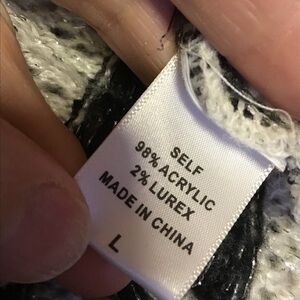 SELF
98% ACRYLIC
2% LUREX
MADE IN CHINA
L